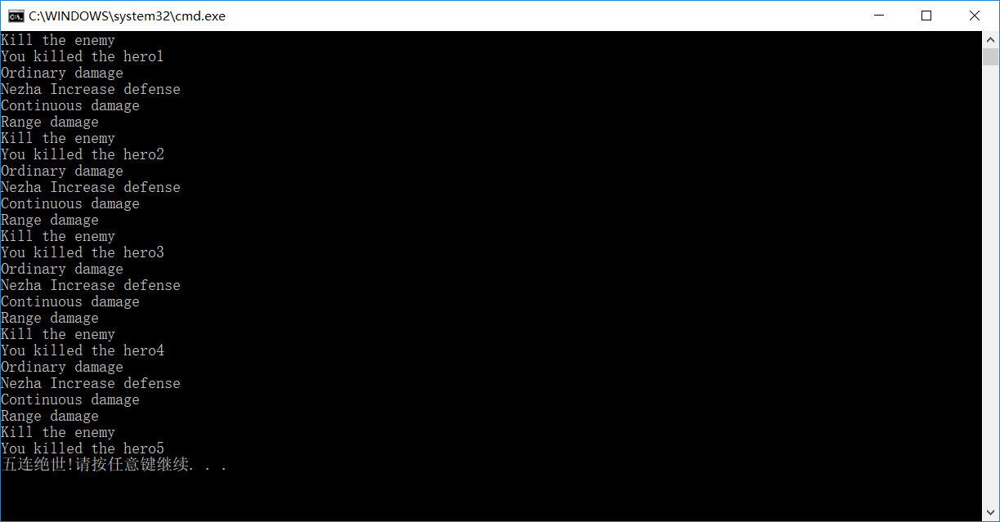 C:\WINDOWS\system32\cmd.exe
Kill the enemy
You killed the hero1
Ordinary damage
Nezha Increase defense
Continuous damage
Range damage
Kill the enemy
You killed the hero2
Ordinary damage
Nezha Increase defense
Continuous damage
Range damage
Kill the enemy
You killed the hero3
Ordinary damage
Nezha Increase defense
Continuous damage
Range damage
Kill the enemy
You killed the hero4
Ordinary damage
Nezha Increase defense
Continuous damage
Range damage
Kill the enemy
You killed the hero5
五连绝世!请按任意键继续. . .